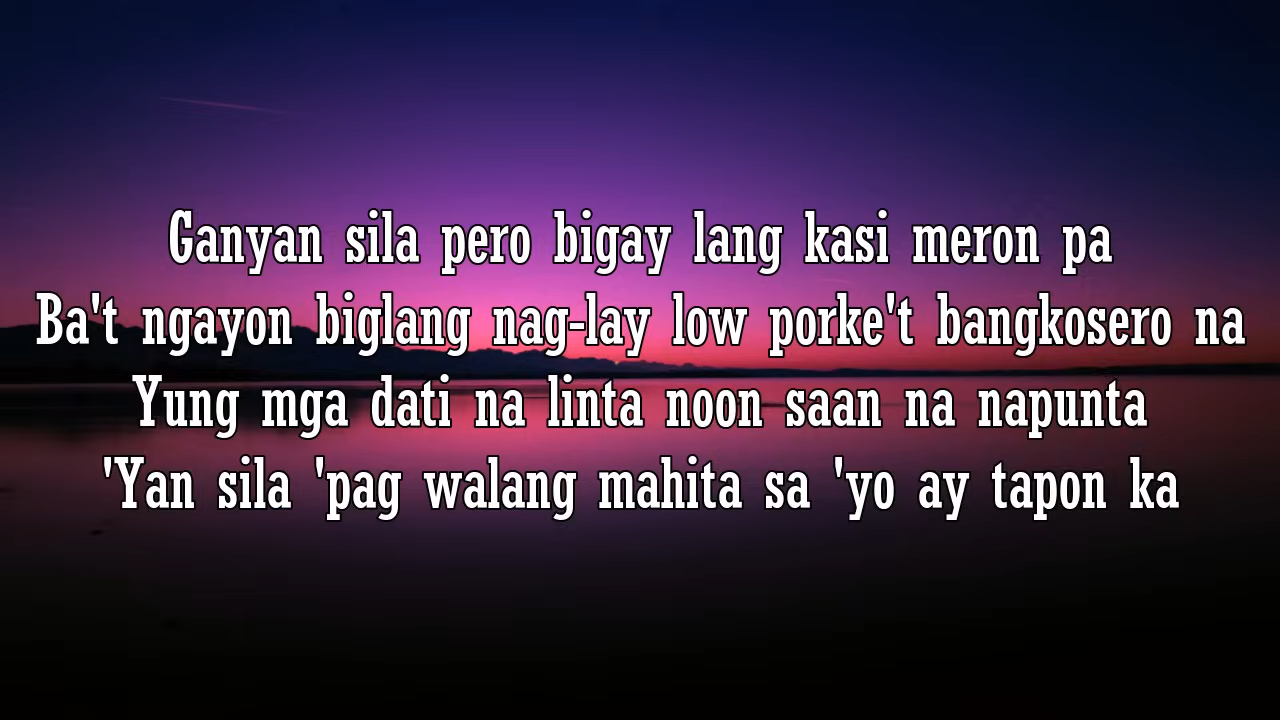 Ganyan sila pero bigay lang kasi meron pa
Ba't ngayon biglang nag-lay low porke't bangkosero na
Yung mga dati na linta noon saan na napunta
'Yan sila 'pag walang mahita sa 'yo ay tapon ka